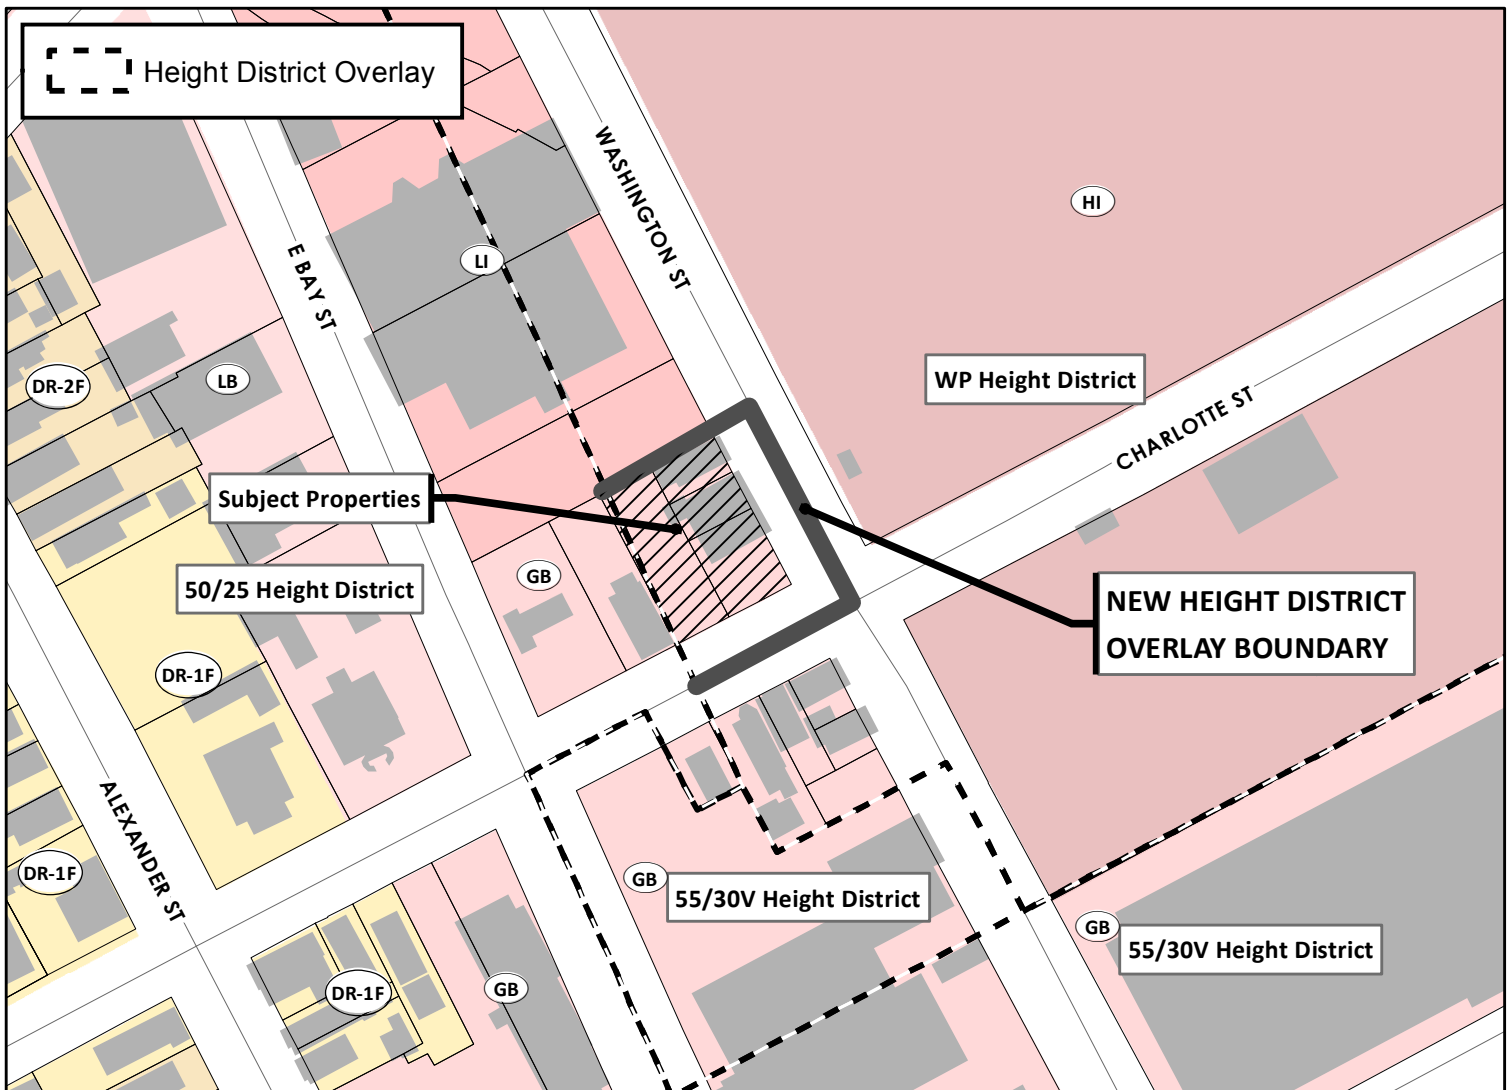 Height District Overlay
WASHINGTON ST
HI
E BAY ST
LI
WP Height District
DR-2F
LB
CHARLOTTE ST
Subject Properties
50/25 Height District
GB
NEW HEIGHT DISTRICT
OVERLAY BOUNDARY
DR-1F
ALEXANDER ST
DR-1F
GB
55/30V Height District
GB
55/30V Height District
DR-1F
GB